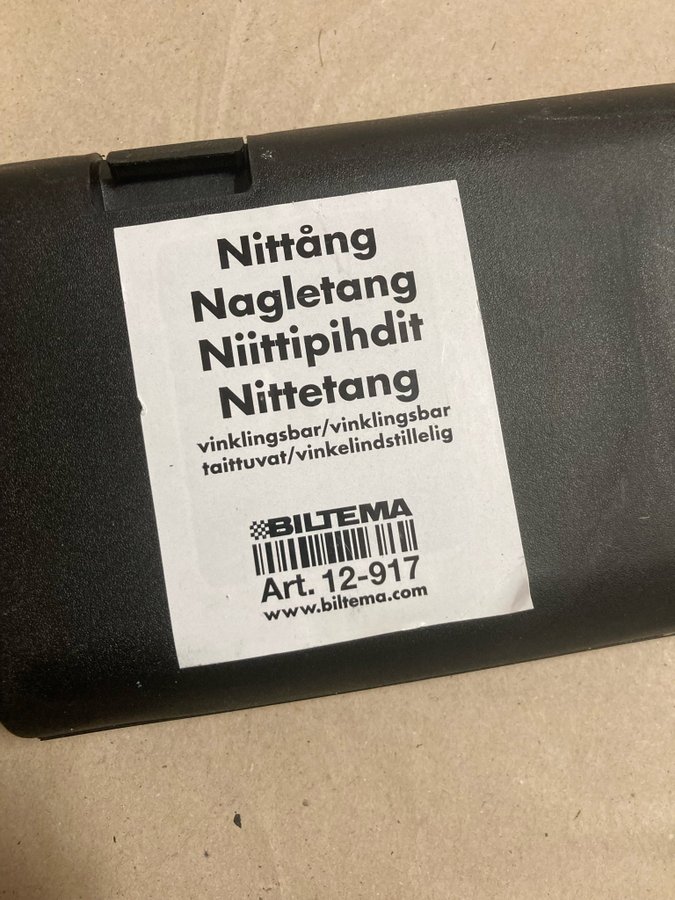 Nittång
Nagletang
Niittipihdit
Nittetang
vinklingsbar/vinklingsbar
taittuvat/vinkelindstillelig
BILTEMA
Art. 12-917
www.biltema.com